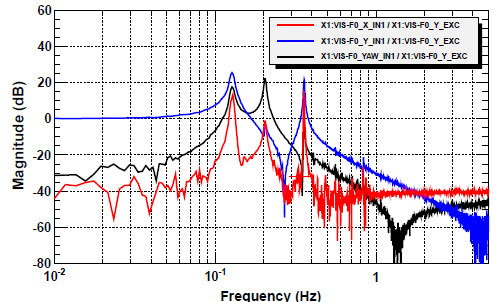 60
X1:VIS-F0_X_IN1 / X1:VIS-F0_Y_EXC
X1:VIS-F0_Y_IN1 / X1:VIS-F0_Y_EXC
X1:VIS-F0_YAW_IN1 / X1:VIS-F0_Y_EXC
40
20
0
-20
-40
-60
-80
Magnitude (dB)
10-2
10-1
1
Frequency (Hz)